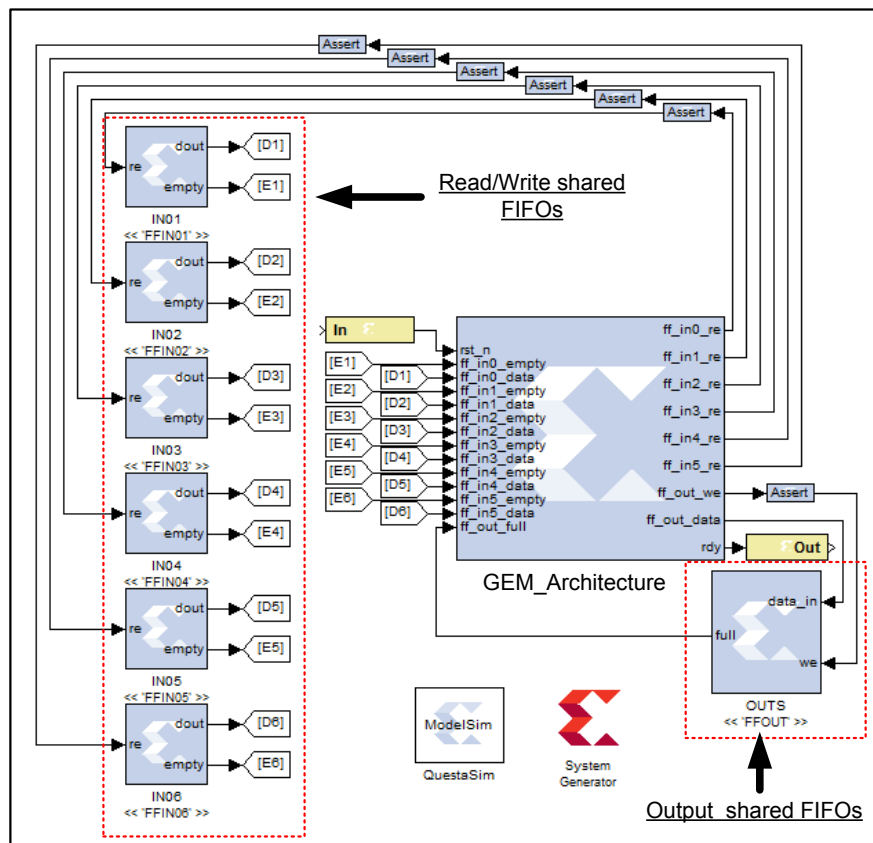 Assert
Assert
Assert
Assert
Assert
Assert
re
dout
[D1]
empty
[E1]
IN01
<< 'FFIN01' >>
re
dout
[D2]
empty
[E2]
IN02
<< 'FFIN02' >>
re
dout
[D3]
empty
[E3]
IN03
<< 'FFIN03' >>
re
dout
[D4]
empty
[E4]
IN04
<< 'FFIN04' >>
re
dout
[D5]
empty
[E5]
IN05
<< 'FFIN05' >>
re
dout
[D6]
empty
[E6]
IN06
<< 'FFIN06' >>
Read/Write shared
FIFOs
In
[E1]
[D1]
[E2]
[D2]
[E3]
[D3]
[E4]
[D4]
[E5]
[D5]
[E6]
[D6]
rst_n
ff_in0_empty
ff_in0_data
ff_in1_empty
ff_in1_data
ff_in2_empty
ff_in2_data
ff_in3_empty
ff_in3_data
ff_in4_empty
ff_in4_data
ff_in5_empty
ff_in5_data
ff_out_full
ff_in0_re
ff_in1_re
ff_in2_re
ff_in3_re
ff_in4_re
ff_in5_re
ff_out_we
ff_out_data
rdy
Assert
Out
GEM_Architecture
data_in
full
we
OUTS
<< 'FFOUT' >>
ModelSim
QuestaSim
System
Generator
Output shared FIFOs